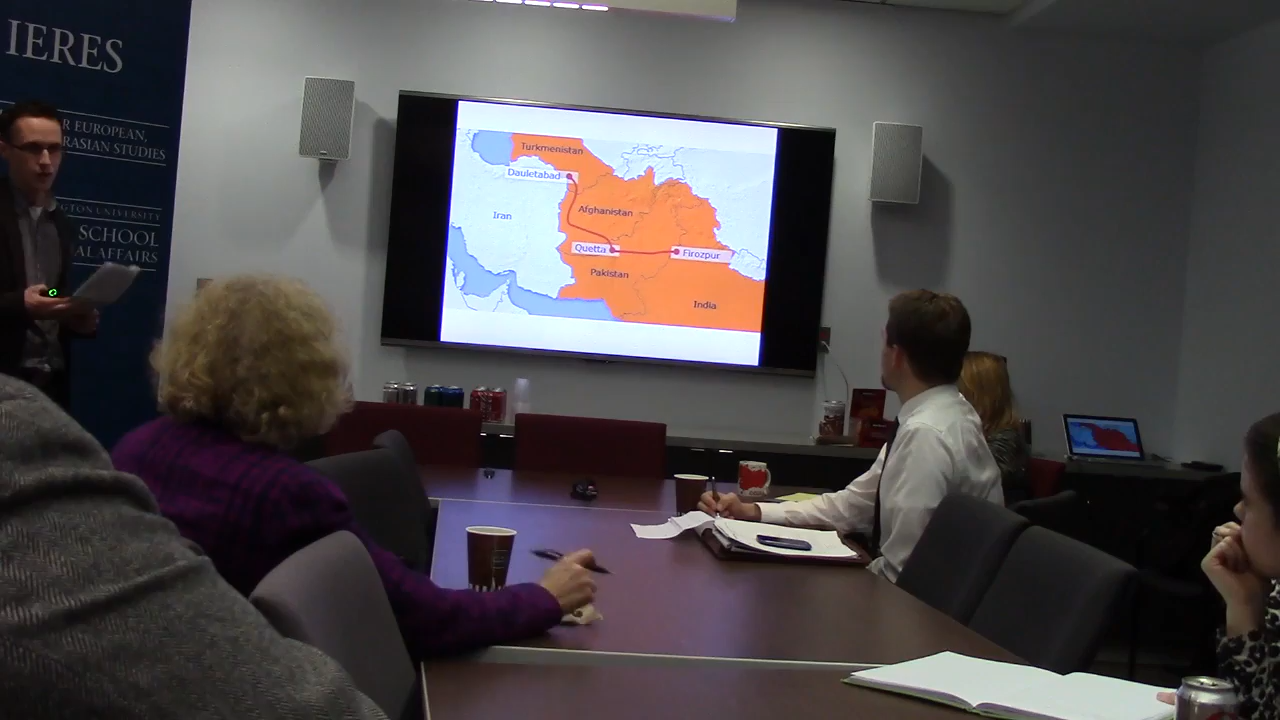 IERES
R EUROPEAN,
RASIAN STUDIES
GTON UNIVERSITY
SCHOOL
AL AFFAIRS
Turkmenistan
Dauletabad
Iran
Afghanistan
Quetta
Firozpur
Pakistan
India